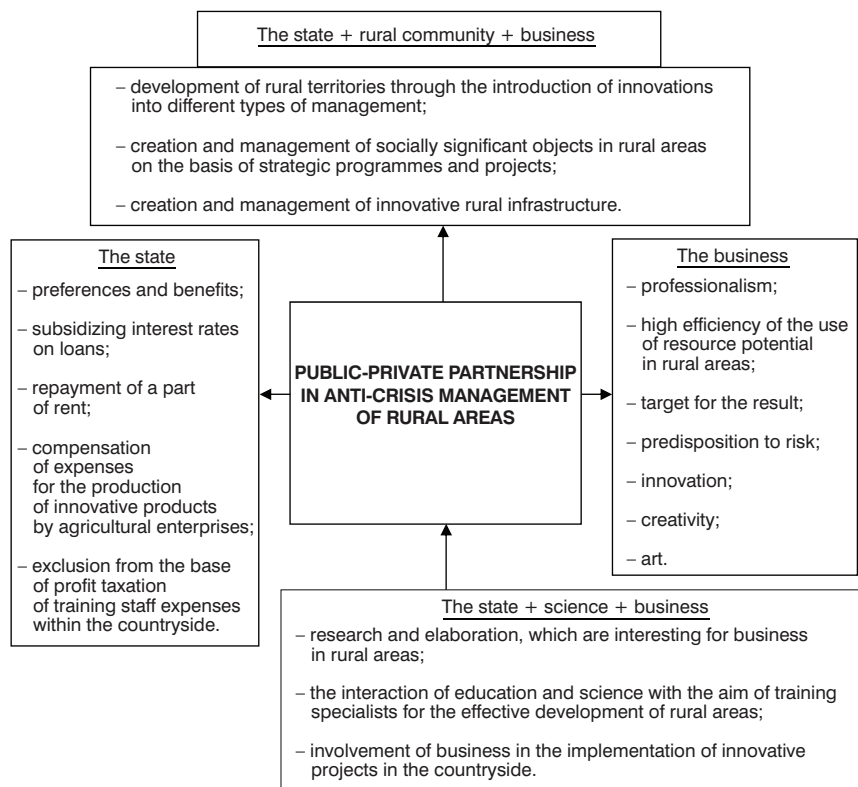 The state + rural community + business
– development of rural territories through the introduction of innovations
into different types of management;
– creation and management of socially significant objects in rural areas
on the basis of strategic programmes and projects;
– creation and management of innovative rural infrastructure.
The state
– preferences and benefits;
– subsidizing interest rates
on loans;
– repayment of a part
of rent;
– compensation
of expenses
for the production
of innovative products
by agricultural enterprises;
– exclusion from the base
of profit taxation
of training staff expenses
within the countryside.
PUBLIC-PRIVATE PARTNERSHIP
IN ANTI-CRISIS MANAGEMENT
OF RURAL AREAS
The business
– professionalism;
– high efficiency of the use
of resource potential
in rural areas;
– target for the result;
– predisposition to risk;
– innovation;
– creativity;
– art.
The state + science + business
– research and elaboration, which are interesting for business
in rural areas;
– the interaction of education and science with the aim of training
specialists for the effective development of rural areas;
– involvement of business in the implementation of innovative
projects in the countryside.